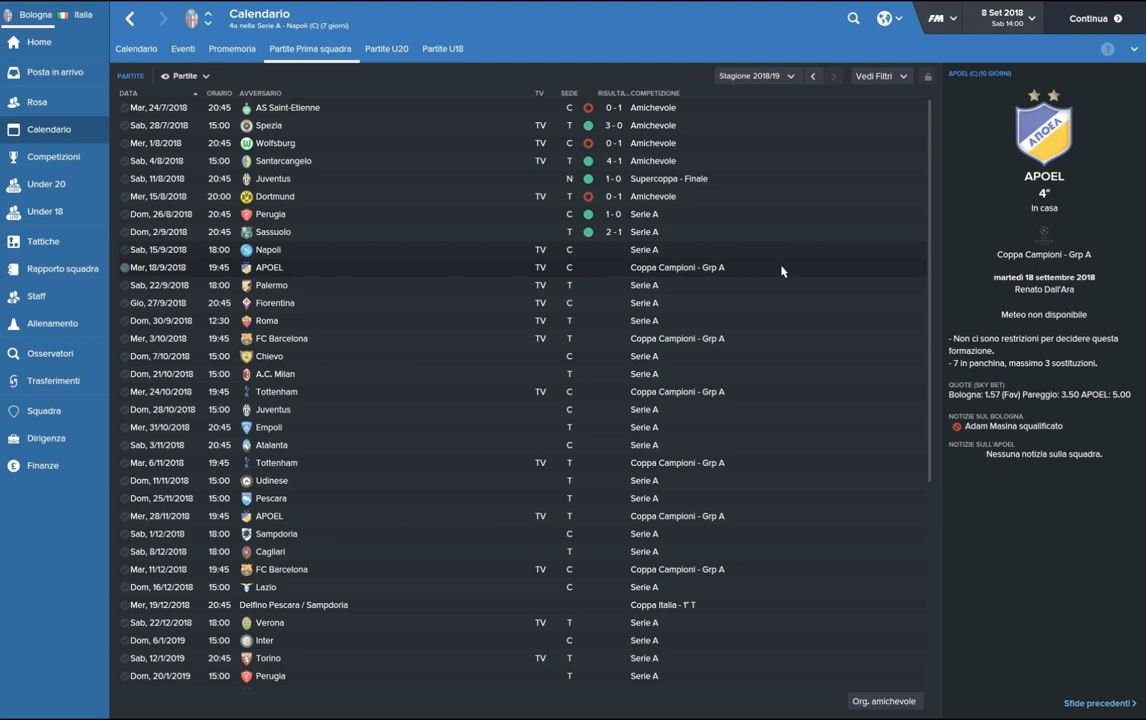 Bologna Italia
Calendario
4a nella Serie A - Napoli (C) (7 giorni)
FM
8 Set 2018
Sab 14:00
Continua
Home
Posta in arrivo
Rosa
Calendario
Competizioni
Under 20
Under 18
Tattiche
Rapporto squadra
Staff
Allenamento
Osservatori
Trasferimenti
Squadra
Dirigenza
Finanze
Calendario Eventi Promemoria Partite Prima squadra Partite U20 Partite U18
PARTITE Partite Stagione 2018/19 Vedi Filtri
DATA ORARIO AVVERSARIO TV SEDE RISULTA... COMPETIZIONE
Mar, 24/7/2018 20:45 AS Saint-Etienne C 0 - 1 Amichevole
Sab, 28/7/2018 15:00 Spezia TV T 3 - 0 Amichevole
Mer, 1/8/2018 20:45 Wolfsburg TV C 0 - 1 Amichevole
Sab, 4/8/2018 15:00 Santarcangelo TV T 4 - 1 Amichevole
Sab, 11/8/2018 20:45 Juventus N 1 - 0 Supercoppa - Finale
Mer, 15/8/2018 20:00 Dortmund TV T 0 - 1 Amichevole
Dom, 26/8/2018 20:45 Perugia C 1 - 0 Serie A
Dom, 2/9/2018 20:45 Sassuolo T 2 - 1 Serie A
Sab, 15/9/2018 18:00 Napoli TV C Serie A
Mar, 18/9/2018 19:45 APOEL TV C Coppa Campioni - Grp A
Sab, 22/9/2018 18:00 Palermo TV T Serie A
Gio, 27/9/2018 20:45 Fiorentina TV C Serie A
Dom, 30/9/2018 12:30 Roma TV T Serie A
Mer, 3/10/2018 19:45 FC Barcelona TV T Coppa Campioni - Grp A
Dom, 7/10/2018 15:00 Chievo C Serie A
Dom, 21/10/2018 15:00 A.C. Milan T Serie A
Mer, 24/10/2018 19:45 Tottenham TV C Coppa Campioni - Grp A
Dom, 28/10/2018 15:00 Juventus C Serie A
Mer, 31/10/2018 20:45 Empoli T Serie A
Sab, 3/11/2018 20:45 Atalanta C Serie A
Mar, 6/11/2018 19:45 Tottenham TV T Coppa Campioni - Grp A
Dom, 11/11/2018 15:00 Udinese T Serie A
Dom, 25/11/2018 15:00 Pescara T Serie A
Mer, 28/11/2018 19:45 APOEL TV T Coppa Campioni - Grp A
Sab, 1/12/2018 18:00 Sampdoria C Serie A
Sab, 8/12/2018 18:00 Cagliari T Serie A
Mar, 11/12/2018 19:45 FC Barcelona TV C Coppa Campioni - Grp A
Dom, 16/12/2018 15:00 Lazio C Serie A
Mer, 19/12/2018 20:45 Delfino Pescara / Sampdoria Coppa Italia - 1° T
Sab, 22/12/2018 18:00 Verona TV T Serie A
Dom, 6/1/2019 15:00 Inter C Serie A
Sab, 12/1/2019 20:45 Torino TV T Serie A
Dom, 20/1/2019 15:00 Perugia T Serie A
Org. amichevole
APOEL (C) (10 GIORNI)
ΑΠΟΕΛ
APOEL
4°
In casa
Coppa Campioni - Grp A
martedì 18 settembre 2018
Renato Dall'Ara
Meteo non disponibile
- Non ci sono restrizioni per decidere questa
formazione.
- 7 in panchina, massimo 3 sostituzioni.
QUOTE (SKY BET)
Bologna: 1.57 (Fav) Pareggio: 3.50 APOEL: 5.00
NOTIZIE SUL BOLOGNA
Adam Masina squalificato
NOTIZIE SULL'APOEL
Nessuna notizia sulla squadra.
Sfide precedenti >